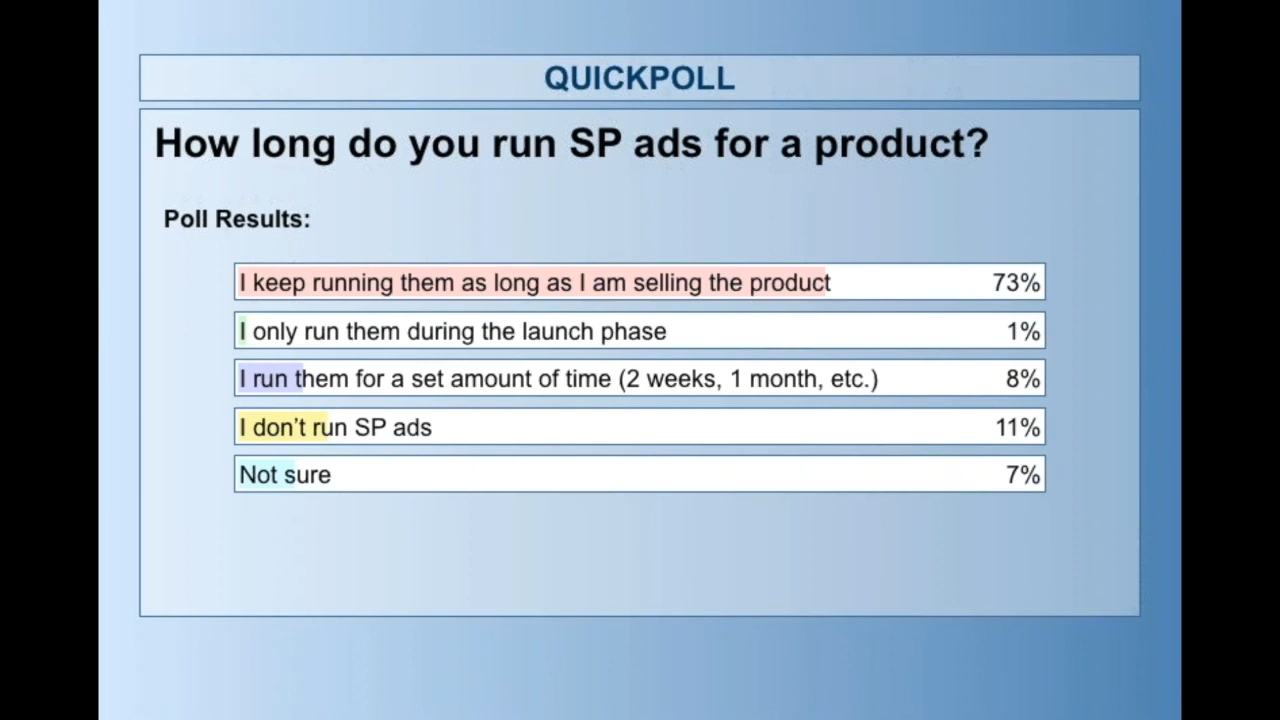 QUICKPOLL
How long do you run SP ads for a product?
Poll Results:
I keep running them as long as I am selling the product 73%
I only run them during the launch phase 1%
I run them for a set amount of time (2 weeks, 1 month, etc.) 8%
I don’t run SP ads 11%
Not sure 7%